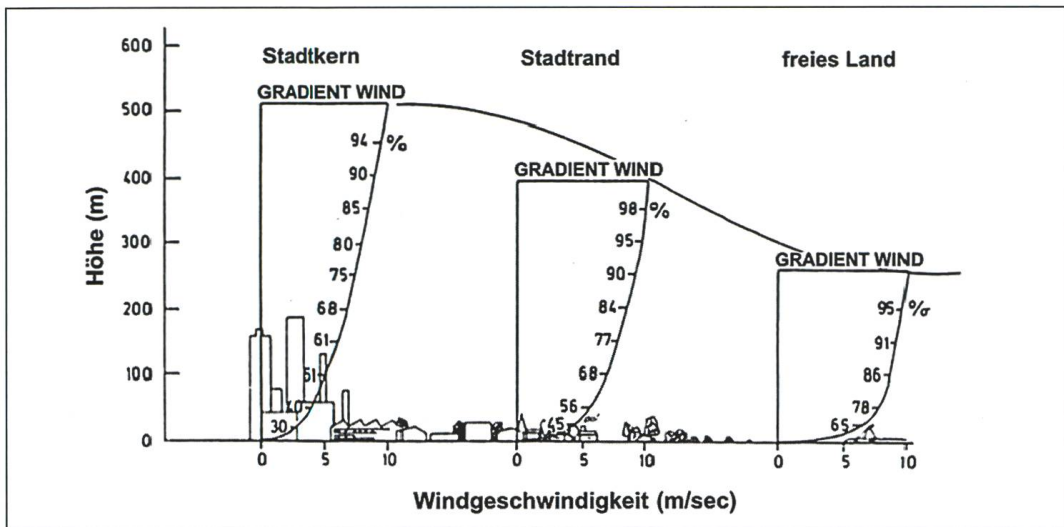 600
Stadtkern
Stadtrand
freies Land
GRADIENT WIND
500
94 %
90
400
GRADIENT WIND
85
98 %
80
95
300
75
90
GRADIENT WIND
68
84
95
200
61
77
91
51
68
86
100
56
78
30
45
65
0
0 5 10
0 5 10
0 5 10
Höhe (m)
Windgeschwindigkeit (m/sec)